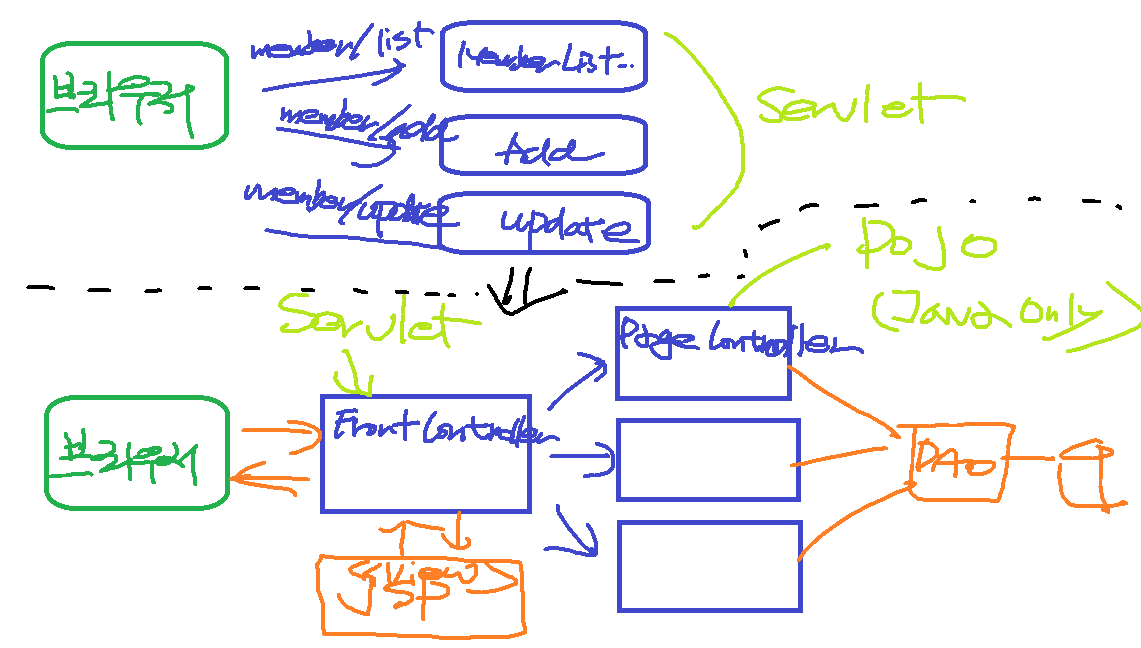 브라우저
member/list
MemberList..
member/add
Add
member/update
update
Servlet
POJO
(Java only)
Servlet
브라우저
Front Controller
Page Controller
DAO
<View>
JSP